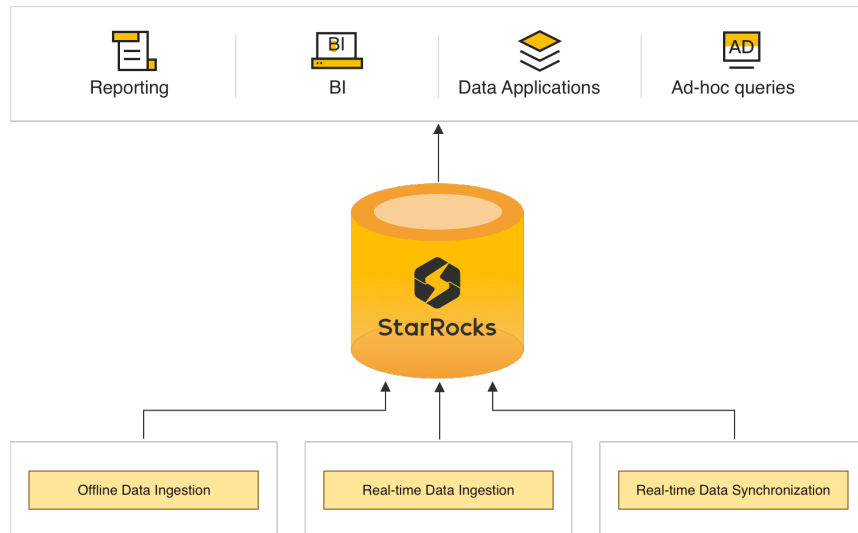 BI
AD
Reporting
BI
Data Applications
Ad-hoc queries
StarRocks
Offline Data Ingestion
Real-time Data Ingestion
Real-time Data Synchronization